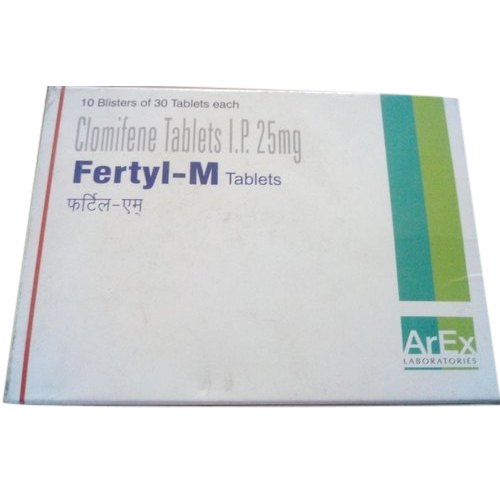 10 Blisters of 30 Tablets each
Clomifene Tablets I.P. 25mg
Fertyl-M Tablets
फर्टिल-एम्
ArEx
LABORATORIES